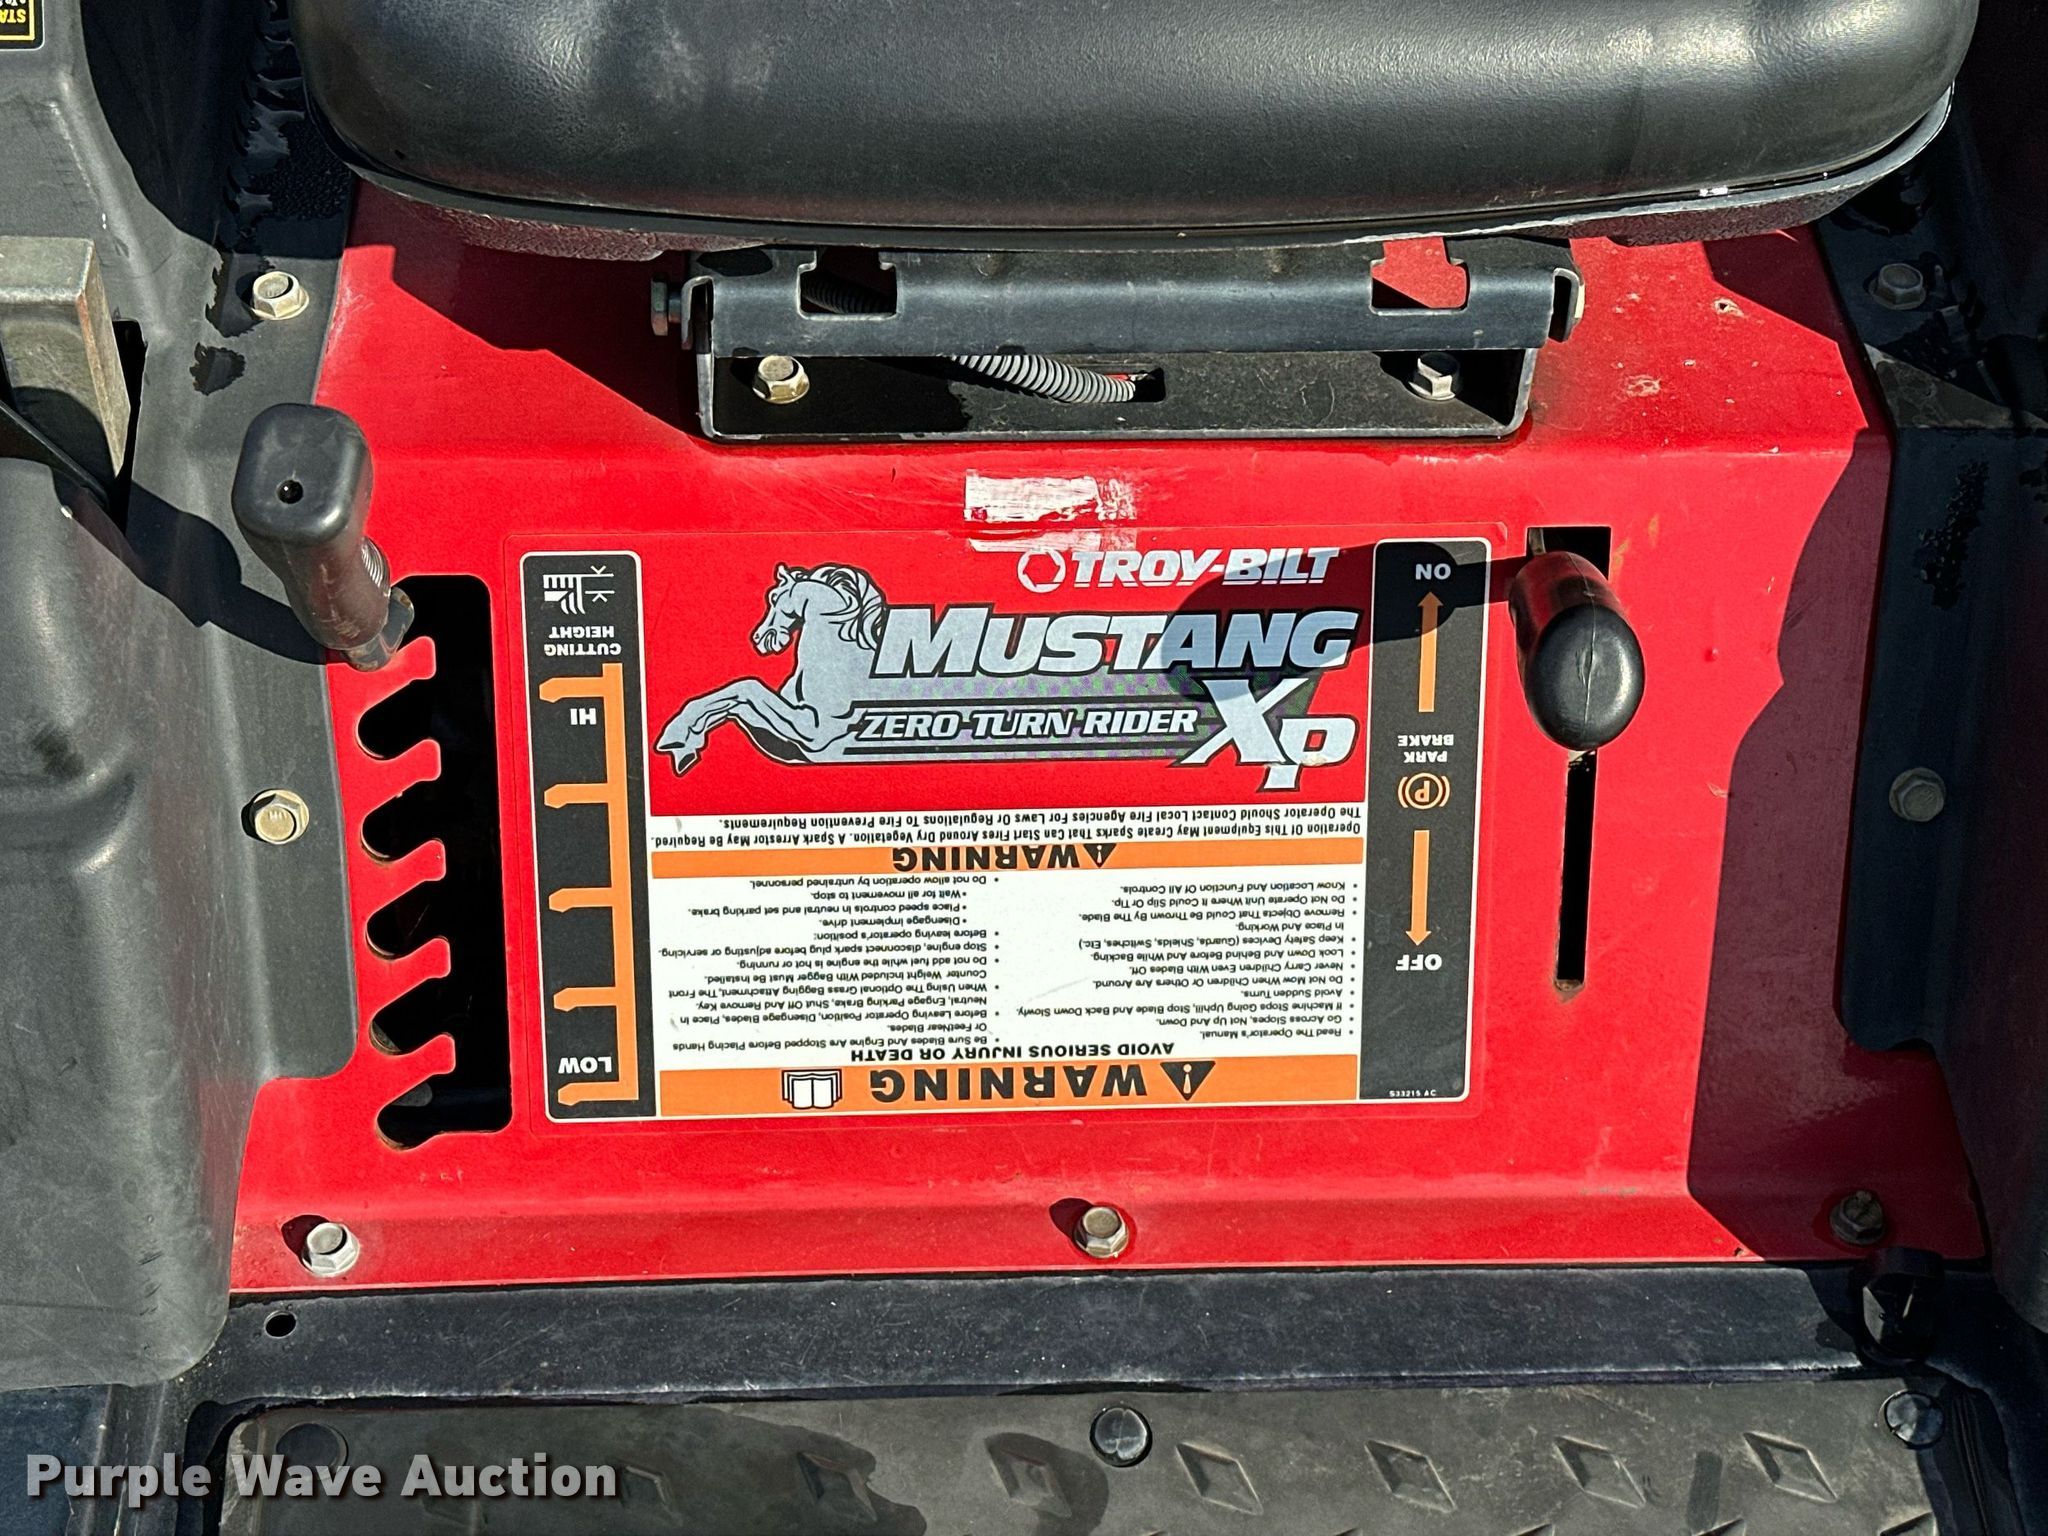 STA
TROY-BILT
MUSTANG
XP
ZERO-TURN RIDER
CUTTING
HEIGHT
HI
LOW
ON
PARK
BRAKE
P
OFF
S33215 AC
WARNING
AVOID SERIOUS INJURY OR DEATH
• Read The Operator's Manual.
• Go Across Slopes, Not Up And Down.
• If Machine Stops Going Uphill, Stop Blade And Back Down Slowly.
• Avoid Sudden Turns.
• Do Not Mow When Children Or Others Are Around.
• Never Carry Children Even With Blades Off.
• Look Down And Behind Before And While Backing.
• Keep Safety Devices (Guards, Shields, Switches, Etc.)
In Place And Working.
• Remove Objects That Could Be Thrown By The Blade.
• Do Not Operate Unit Where It Could Slip Or Tip.
• Know Location And Function Of All Controls.
• Be Sure Blades And Engine Are Stopped Before Placing Hands
Or Feet Near Blades.
• Before Leaving Operator Position, Disengage Blades, Place In
Neutral, Engage Parking Brake, Shut Off And Remove Key.
• When Using The Optional Grass Bagging Attachment, The Front
Counter Weight Included With Bagger Must Be Installed.
• Do not add fuel while the engine is hot or running.
• Stop engine, disconnect spark plug before adjusting or servicing.
• Before leaving operator's position:
• Disengage implement drive.
• Place speed controls in neutral and set parking brake.
• Wait for all movement to stop.
• Do not allow operation by untrained personnel.
WARNING
Operation Of This Equipment May Create Sparks That Can Start Fires Around Dry Vegetation. A Spark Arrestor May Be Required.
The Operator Should Contact Local Fire Agencies For Laws Or Regulations To Fire Prevention Requirements.
Purple Wave Auction